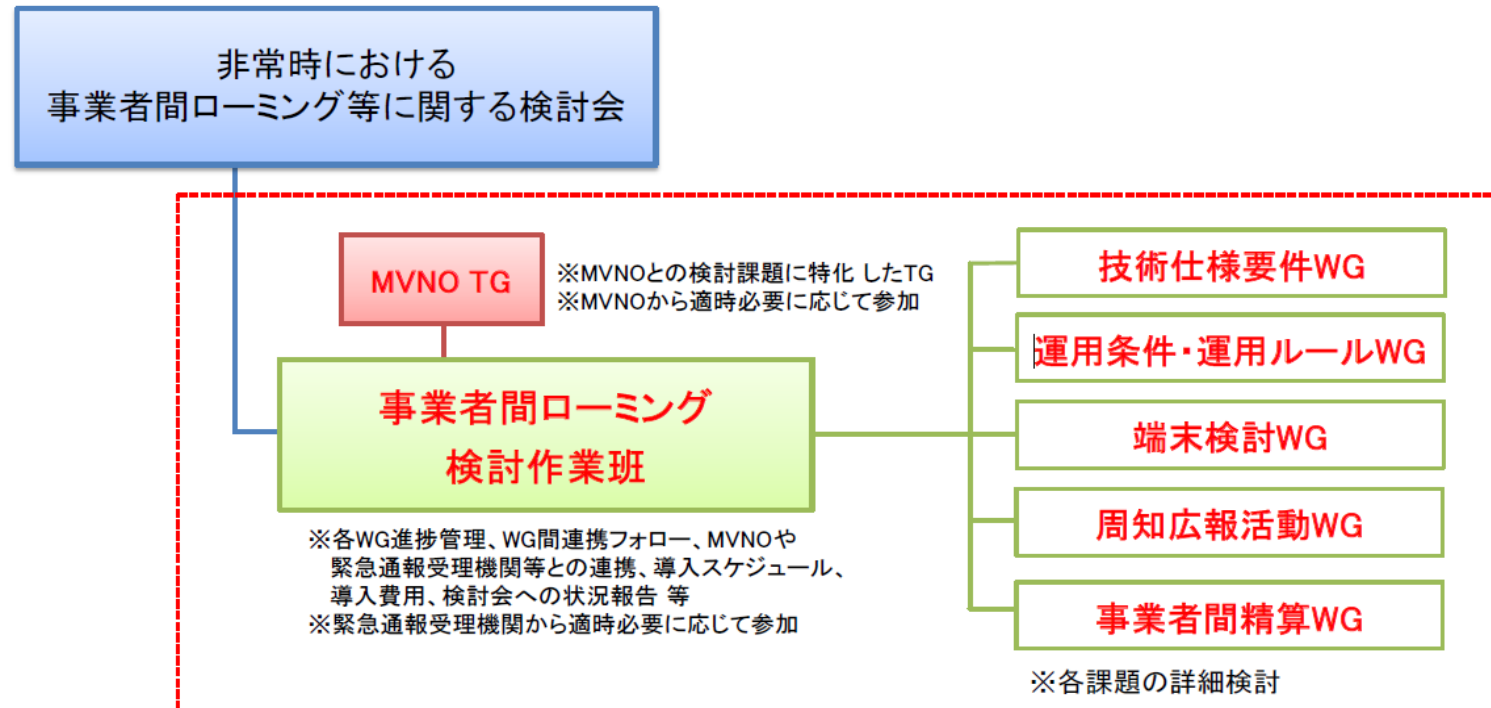 非常時における
事業者間ローミング等に関する検討会
MVNO TG
※MVNOとの検討課題に特化 したTG
※MVNOから適時必要に応じて参加
事業者間ローミング
検討作業班
※各WG進捗管理、WG間連携フォロー、MVNOや
緊急通報受理機関等との連携、導入スケジュール、
導入費用、検討会への状況報告 等
※緊急通報受理機関から適時必要に応じて参加
技術仕様要件WG
運用条件・運用ルールWG
端末検討WG
周知広報活動WG
事業者間精算WG
※各課題の詳細検討